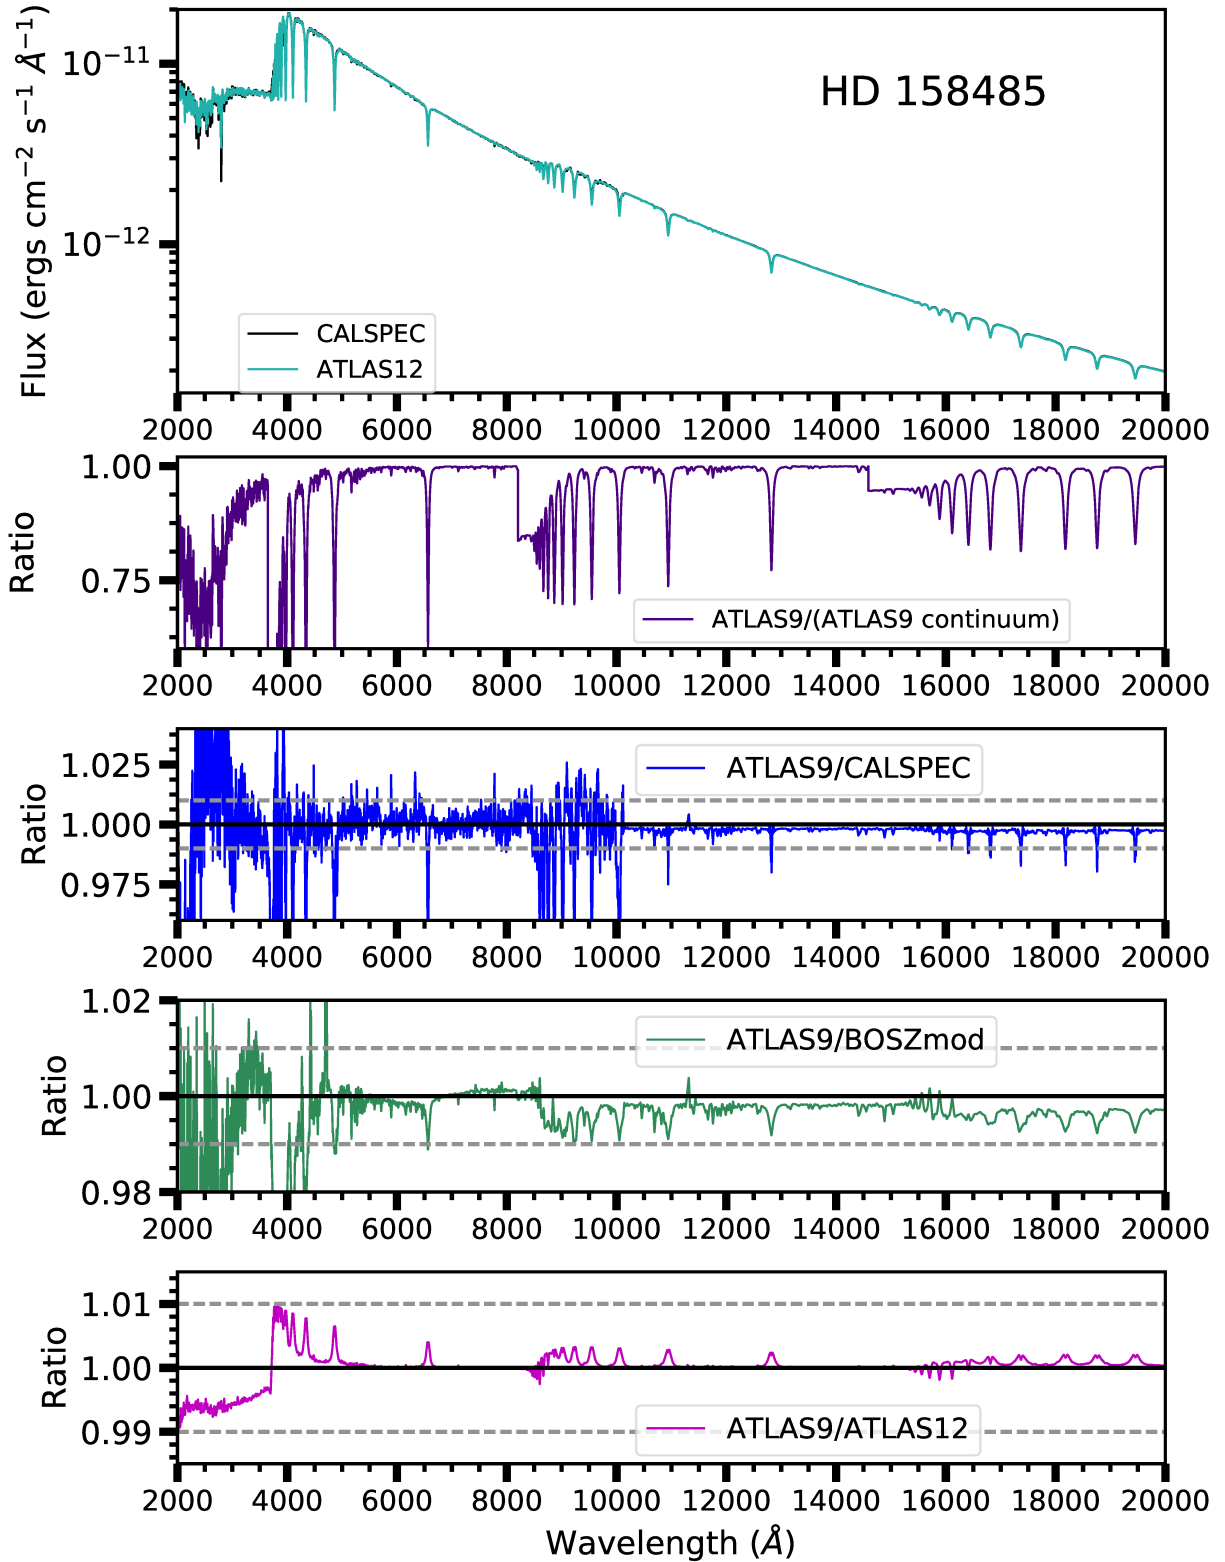 Flux (ergs cm⁻² s⁻¹ Å⁻¹)
10⁻¹¹
10⁻¹²
HD 158485
CALSPEC
ATLAS12
2000 4000 6000 8000 10000 12000 14000 16000 18000 20000
Ratio
1.00
0.75
ATLAS9/(ATLAS9 continuum)
2000 4000 6000 8000 10000 12000 14000 16000 18000 20000
Ratio
1.025
1.000
0.975
ATLAS9/CALSPEC
2000 4000 6000 8000 10000 12000 14000 16000 18000 20000
Ratio
1.02
1.00
0.98
ATLAS9/BOSZmod
2000 4000 6000 8000 10000 12000 14000 16000 18000 20000
Ratio
1.01
1.00
0.99
ATLAS9/ATLAS12
2000 4000 6000 8000 10000 12000 14000 16000 18000 20000
Wavelength (Å)